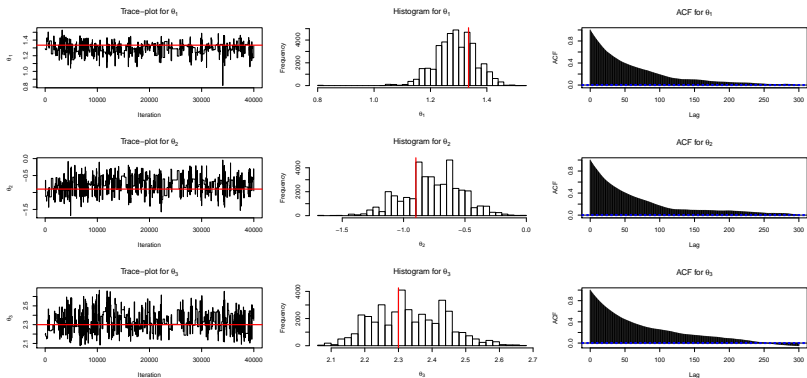 Trace−plot for θ1
Histogram for θ1
ACF for θ1
θ1
0.8 1.0 1.2 1.4
0 10000 20000 30000 40000
Iteration
Frequency
0 2000 4000
0.8 1.0 1.2 1.4
θ1
ACF
0.0 0.4 0.8
0 50 100 150 200 250 300
Lag
Trace−plot for θ2
Histogram for θ2
ACF for θ2
θ2
−1.5 −0.5 0.0
0 10000 20000 30000 40000
Iteration
Frequency
0 2000 4000
−1.5 −1.0 −0.5 0.0
θ2
ACF
0.0 0.4 0.8
0 50 100 150 200 250 300
Lag
Trace−plot for θ3
Histogram for θ3
ACF for θ3
θ3
2.1 2.3 2.5
0 10000 20000 30000 40000
Iteration
Frequency
0 2000 4000
2.1 2.2 2.3 2.4 2.5 2.6 2.7
θ3
ACF
0.0 0.4 0.8
0 50 100 150 200 250 300
Lag